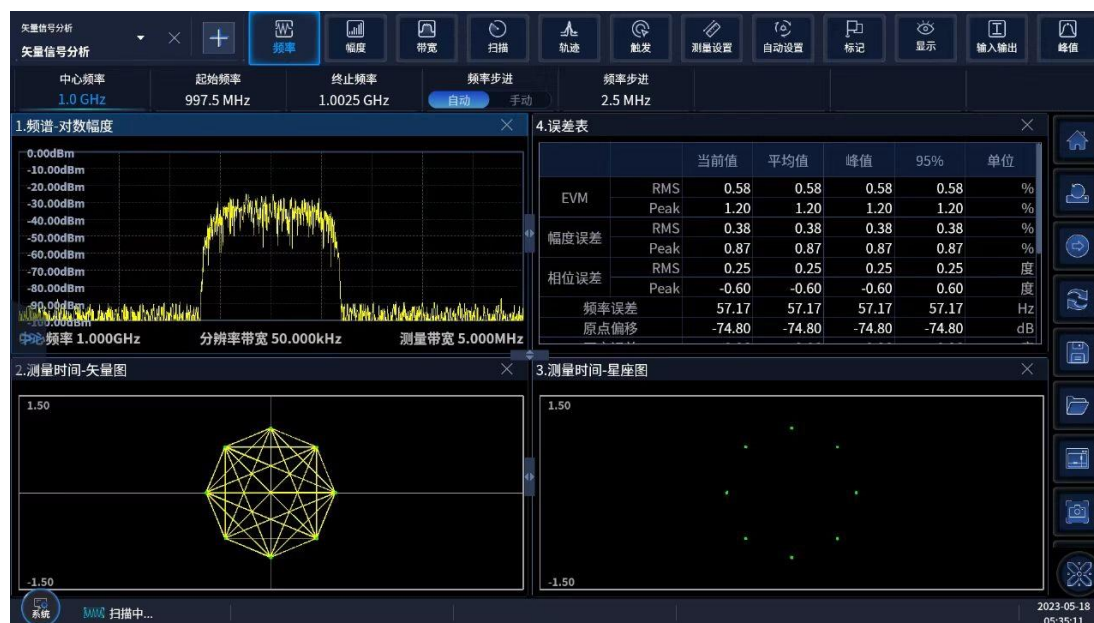 矢量信号分析
矢量信号分析
频率
幅度
带宽
扫描
轨迹
触发
测量设置
自动设置
标记
显示
输入输出
峰值
中心频率
1.0 GHz
起始频率
997.5 MHz
终止频率
1.0025 GHz
频率步进
自动 手动
频率步进
2.5 MHz
1.频谱-对数幅度
0.00dBm
-10.00dBm
-20.00dBm
-30.00dBm
-40.00dBm
-50.00dBm
-60.00dBm
-70.00dBm
-80.00dBm
-90.00dBm
-100.00dBm
中心频率 1.000GHz 分辨率带宽 50.000kHz 测量带宽 5.000MHz
4.误差表
当前值 平均值 峰值 95% 单位
EVM RMS 0.58 0.58 0.58 0.58 %
Peak 1.20 1.20 1.20 1.20 %
幅度误差 RMS 0.38 0.38 0.38 0.38 %
Peak 0.87 0.87 0.87 0.87 %
相位误差 RMS 0.25 0.25 0.25 0.25 度
Peak -0.60 -0.60 -0.60 0.60 度
频率误差 57.17 57.17 57.17 57.17 Hz
原点偏移 -74.80 -74.80 -74.80 -74.80 dB
2.测量时间-矢量图
1.50
-1.50
3.测量时间-星座图
1.50
-1.50
系统
扫描中...
2023-05-18
05:35:11